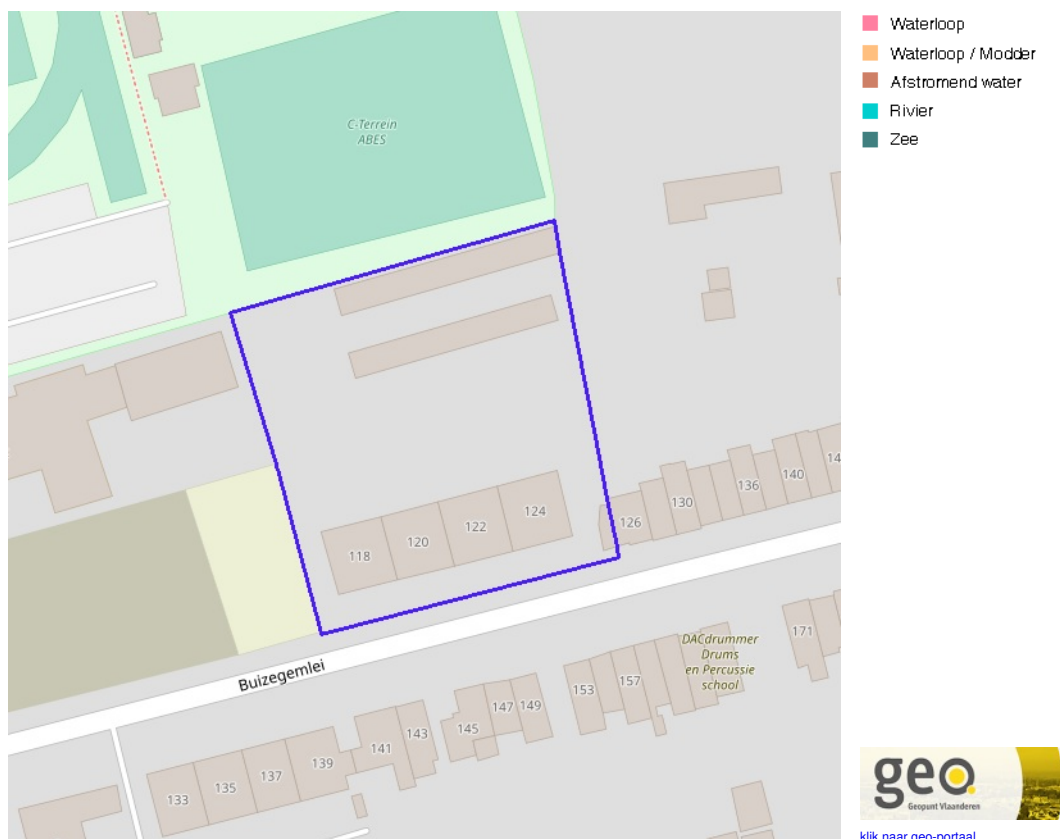 Waterloop
Waterloop / Modder
Afstromend water
Rivier
Zee
C-Terrein
ABES
118
120
122
124
126
130
136
140
14
Buizegemlei
DACdrummer
Drums
en Percussie
school
133
135
137
139
141
143
145
147
149
153
157
171
geo
Geopunt Vlaanderen
klik naar geo-portaal